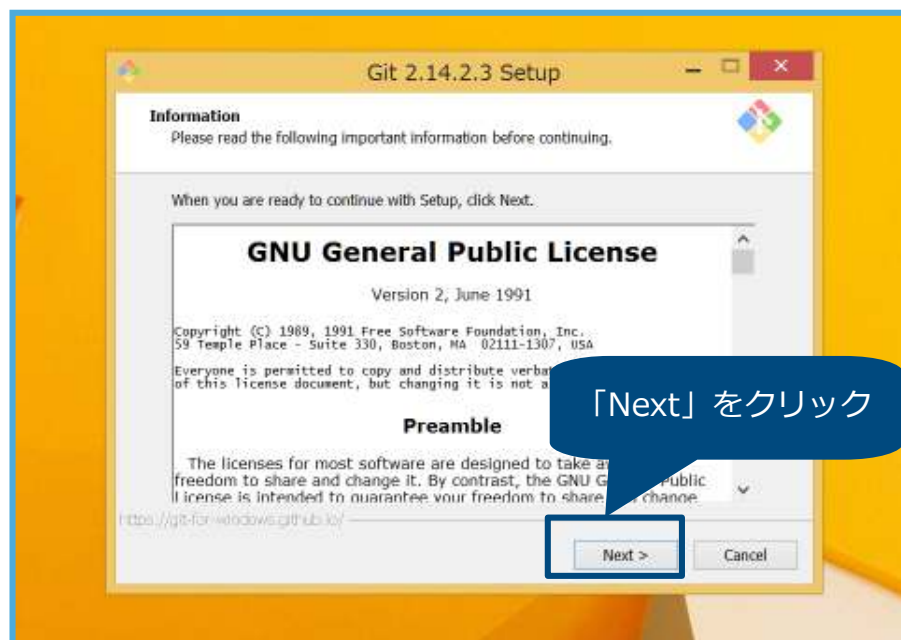 Git 2.14.2.3 Setup
Information
Please read the following important information before continuing.
When you are ready to continue with Setup, click Next.
GNU General Public License
Version 2, June 1991
Copyright (C) 1989, 1991 Free Software Foundation, Inc.
59 Temple Place - Suite 330, Boston, MA  02111-1307, USA
Everyone is permitted to copy and distribute
of this license document, but changing it is not
「Next」をクリック
Preamble
The licenses for most software are designed to take
freedom to share and change it. By contrast, the GNU Public
License is intended to guarantee your freedom to share change
https://git-for-windows.github.io/
Next >
Cancel